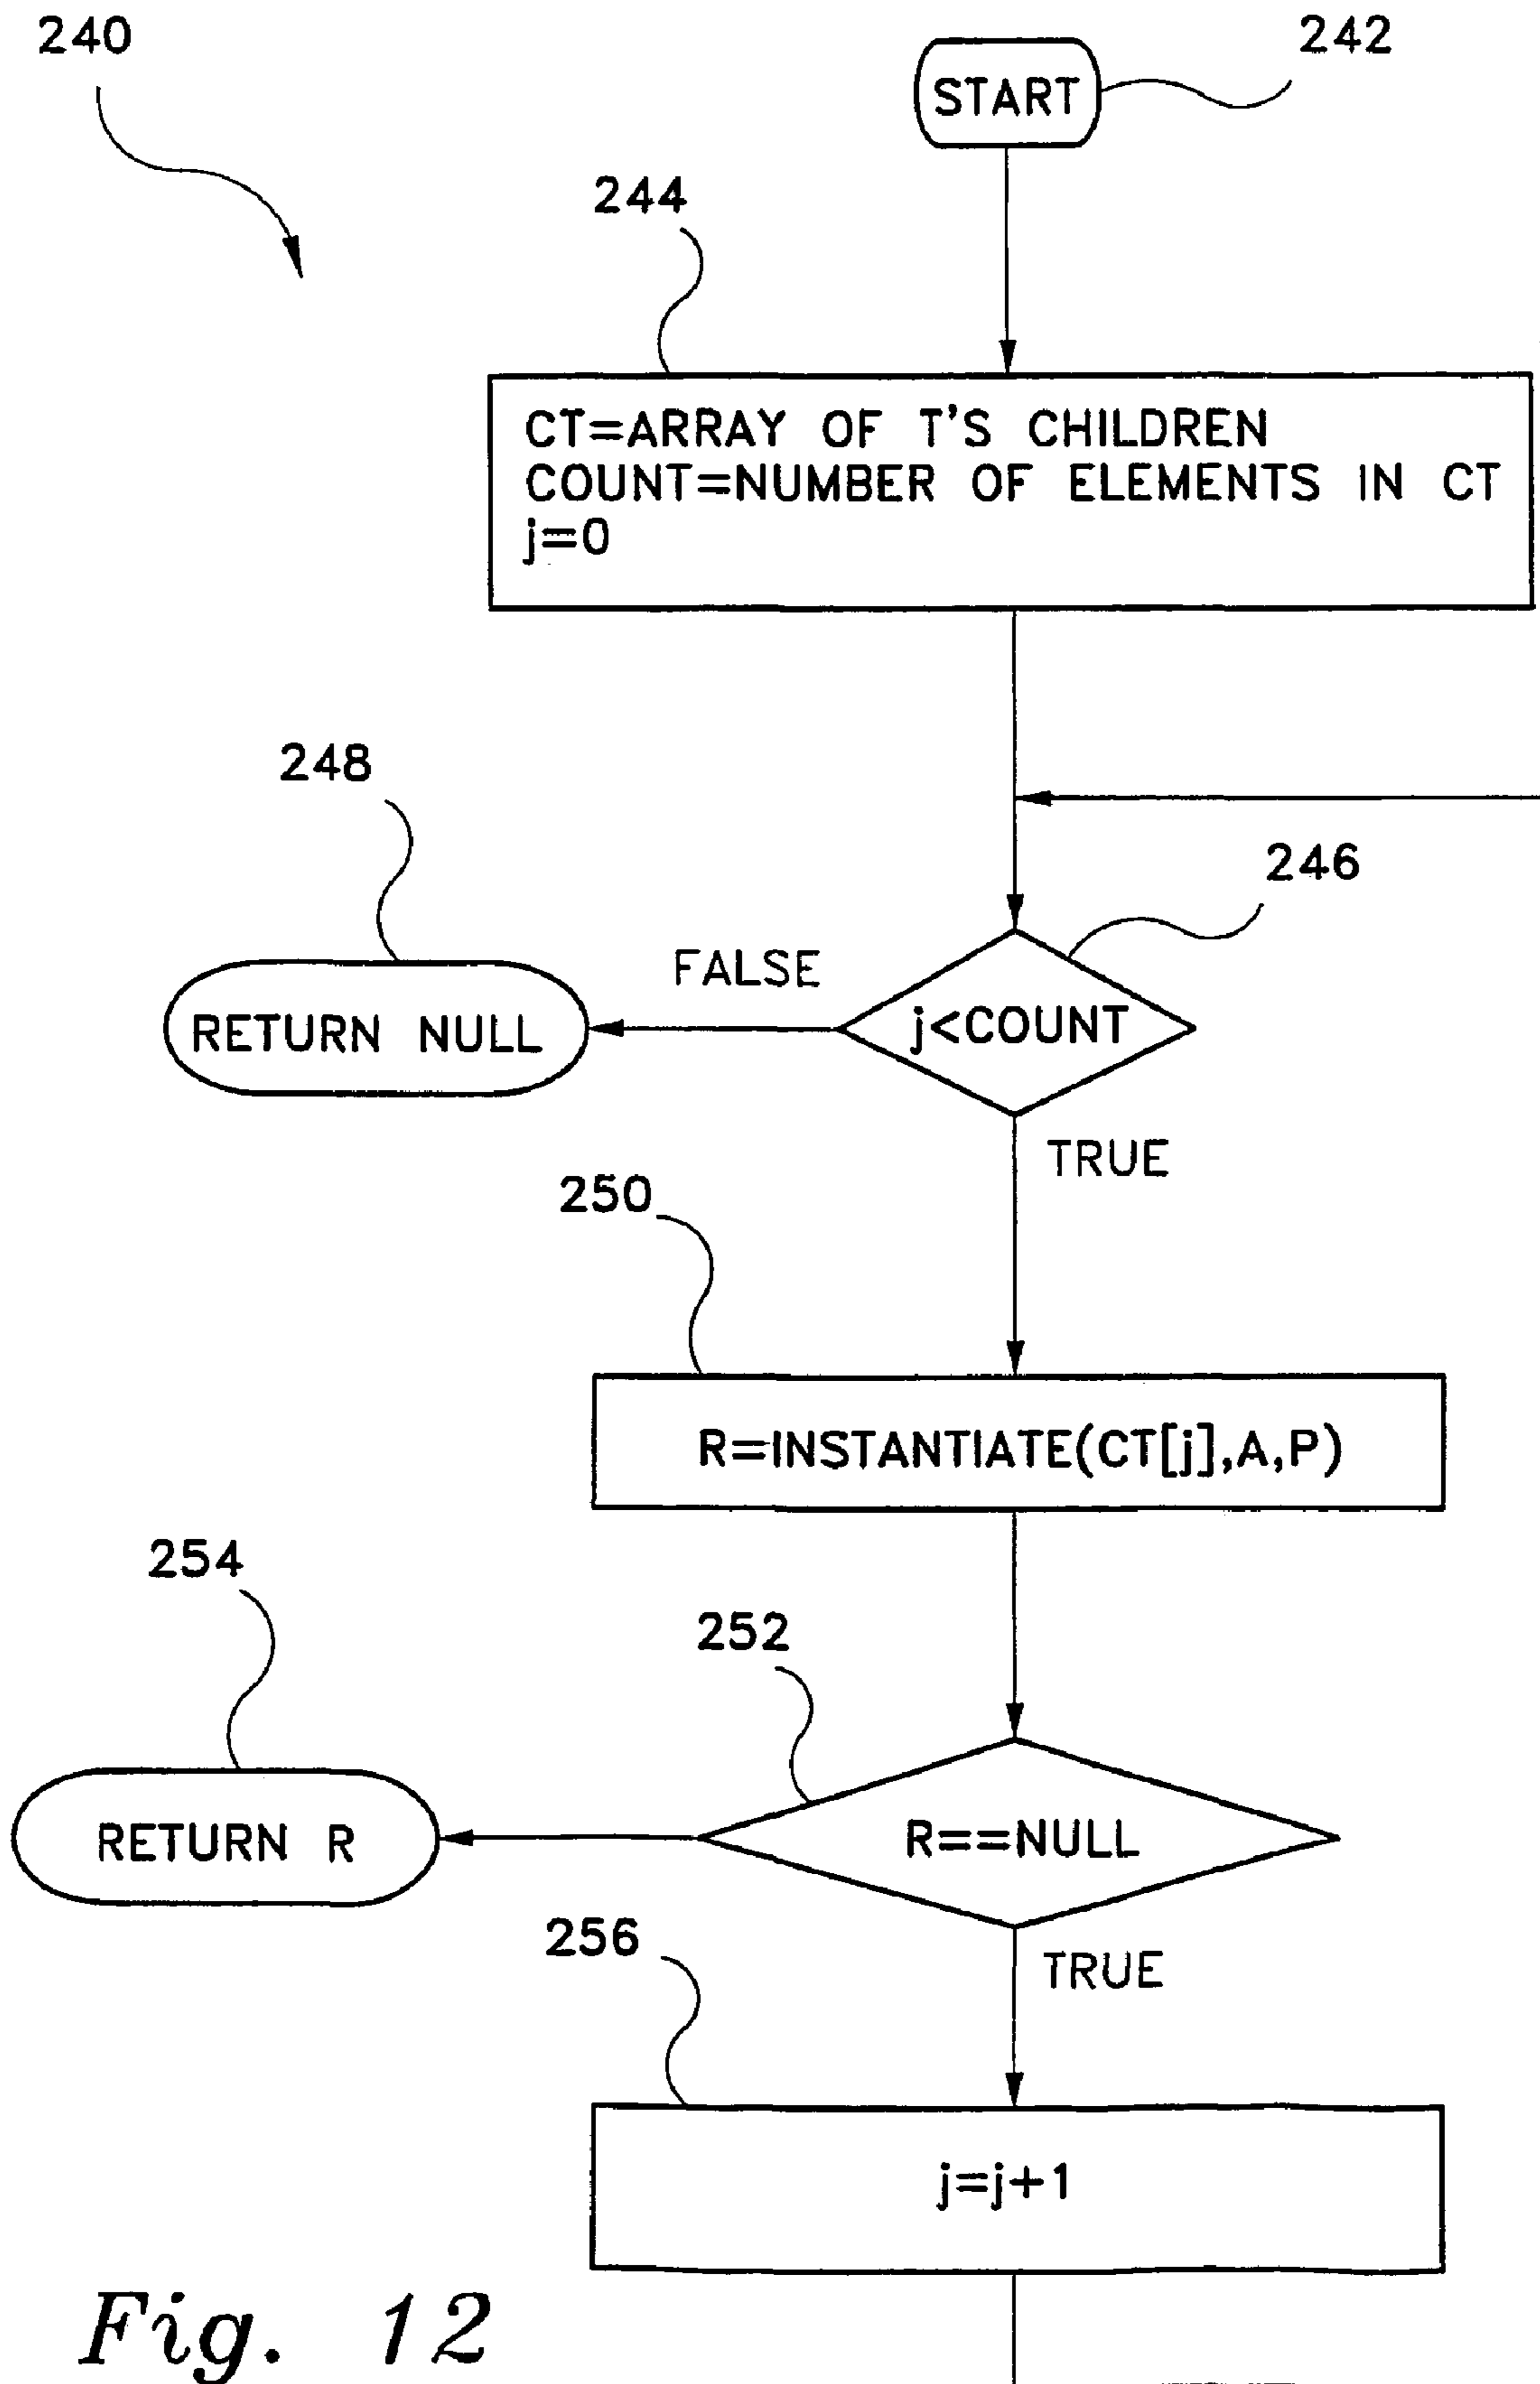 240
242
START
244
CT=ARRAY OF T'S CHILDREN
COUNT=NUMBER OF ELEMENTS IN CT
j=0
248
246
FALSE
RETURN NULL
j<COUNT
TRUE
250
R=INSTANTIATE(CT[j],A,P)
254
252
RETURN R
R==NULL
256
TRUE
j=j+1
Fig. 12